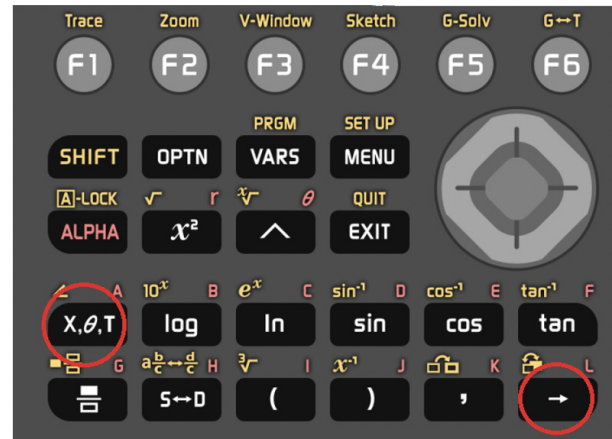 Trace Zoom V-Window Sketch G-Solv G↔T
F1 F2 F3 F4 F5 F6
PRGM SET UP
SHIFT OPTN VARS MENU
A-LOCK √ r ˣ√ θ QUIT
ALPHA x² ^ EXIT
∠ A 10ˣ B eˣ C sin⁻¹ D cos⁻¹ E tan⁻¹ F
X,θ,T log ln sin cos tan
G a b/c↔d/c H ³√ I x⁻¹ J K L
S↔D ( ) , →